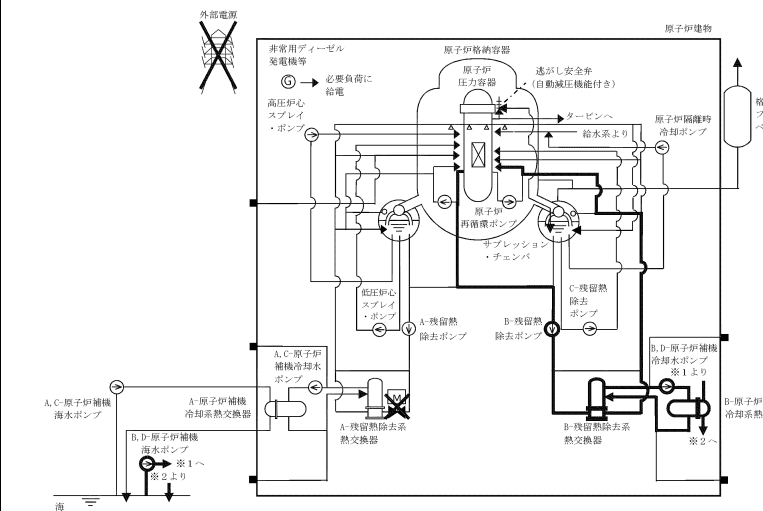 外部電源
原子炉建物
非常用ディーゼル
発電機等
G
必要負荷に
給電
原子炉格納容器
原子炉
圧力容器
逃がし安全弁
(自動減圧機能付き)
高圧炉心
スプレイ
・ポンプ
タービンへ
給水系より
原子炉隔離時
冷却ポンプ
原子炉
再循環ポンプ
サプレッション
・チェンバ
低圧炉心
スプレイ
・ポンプ
A-残留熱
除去ポンプ
B-残留熱
除去ポンプ
C-残留熱
除去
ポンプ
A,C-原子炉
補機冷却水
ポンプ
B,D-原子炉補機
冷却水ポンプ
※1より
A,C-原子炉補機
海水ポンプ
A-原子炉補機
冷却系熱交換器
M
A-残留熱除去系
熱交換器
B-残留熱除去系
熱交換器
B-原子炉
冷却系熱
※2へ
B,D-原子炉補機
海水ポンプ
※1へ
※2より
海